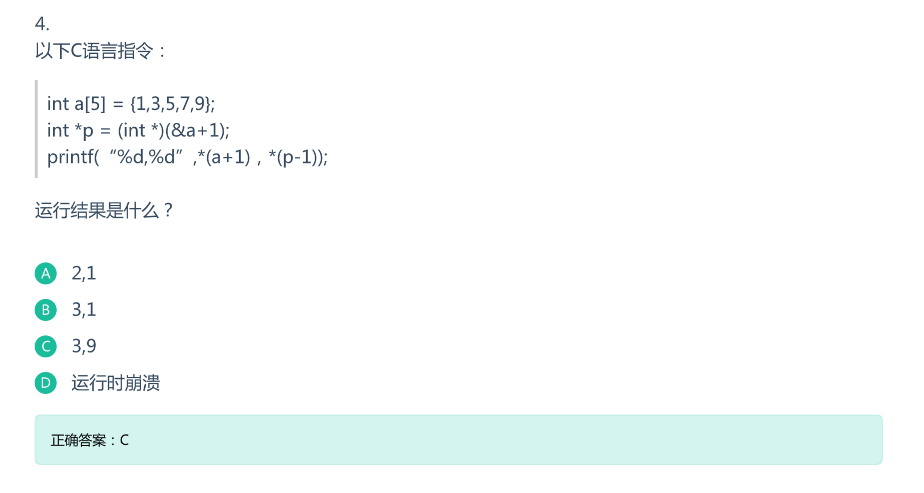 4.
以下C语言指令：
int a[5] = {1,3,5,7,9};
int *p = (int *)(&a+1);
printf(“%d,%d”,*(a+1)，*(p-1));
运行结果是什么？
A 2,1
B 3,1
C 3,9
D 运行时崩溃
正确答案：C